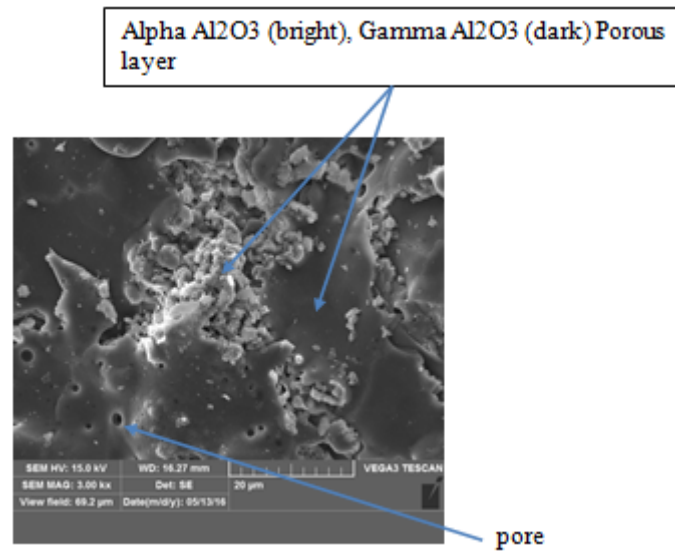 Alpha Al2O3 (bright), Gamma Al2O3 (dark) Porous
layer
SEM HV: 15.0 kV WD: 16.27 mm VEGA3 TESCAN
SEM MAG: 3.00 kx Det: SE 20 µm
View field: 69.2 µm Date(m/d/y): 05/13/16
pore